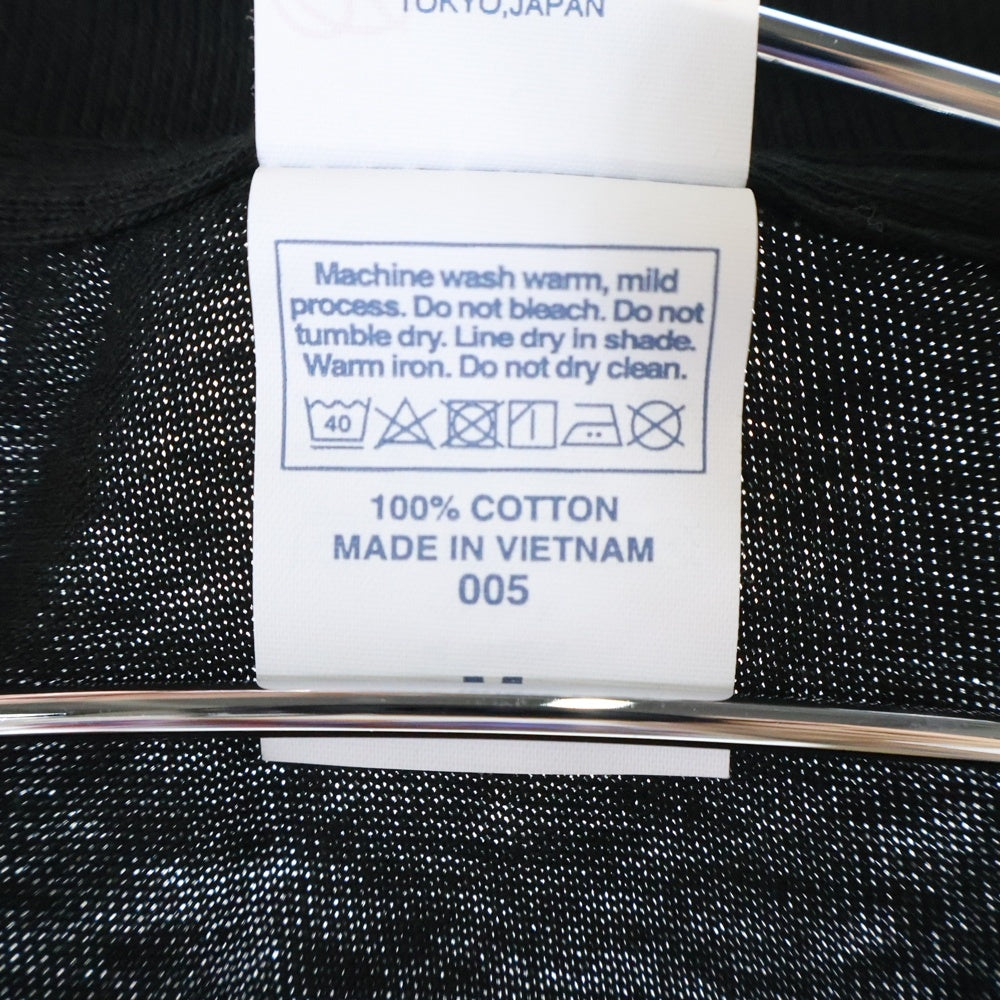 TOKYO,JAPAN
Machine wash warm, mild
process. Do not bleach. Do not
tumble dry. Line dry in shade.
Warm iron. Do not dry clean.
40
100% COTTON
MADE IN VIETNAM
005